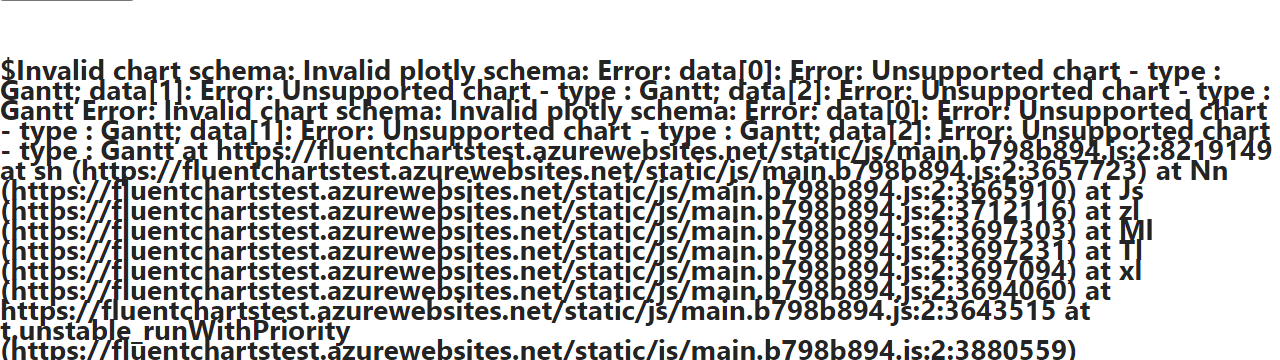 $Invalid chart schema: Invalid plotly schema: Error: data[0]: Error: Unsupported chart - type :
Gantt; data[1]: Error: Unsupported chart - type : Gantt; data[2]: Error: Unsupported chart - type :
Gantt Error: Invalid chart schema: Invalid plotly schema: Error: data[0]: Error: Unsupported chart
- type : Gantt; data[1]: Error: Unsupported chart - type : Gantt; data[2]: Error: Unsupported chart
- type : Gantt at https://fluentchartstest.azurewebsites.net/static/js/main.b798b894.js:2:8219149
at sh (https://fluentchartstest.azurewebsites.net/static/js/main.b798b894.js:2:3657723) at Nn
(https://fluentchartstest.azurewebsites.net/static/js/main.b798b894.js:2:3665910) at Js
(https://fluentchartstest.azurewebsites.net/static/js/main.b798b894.js:2:3712116) at zl
(https://fluentchartstest.azurewebsites.net/static/js/main.b798b894.js:2:3697303) at Ml
(https://fluentchartstest.azurewebsites.net/static/js/main.b798b894.js:2:3697231) at Tl
(https://fluentchartstest.azurewebsites.net/static/js/main.b798b894.js:2:3697094) at xl
(https://fluentchartstest.azurewebsites.net/static/js/main.b798b894.js:2:3694060) at
https://fluentchartstest.azurewebsites.net/static/js/main.b798b894.js:2:3643515 at
t.unstable_runWithPriority
(https://fluentchartstest.azurewebsites.net/static/js/main.b798b894.js:2:3880559)